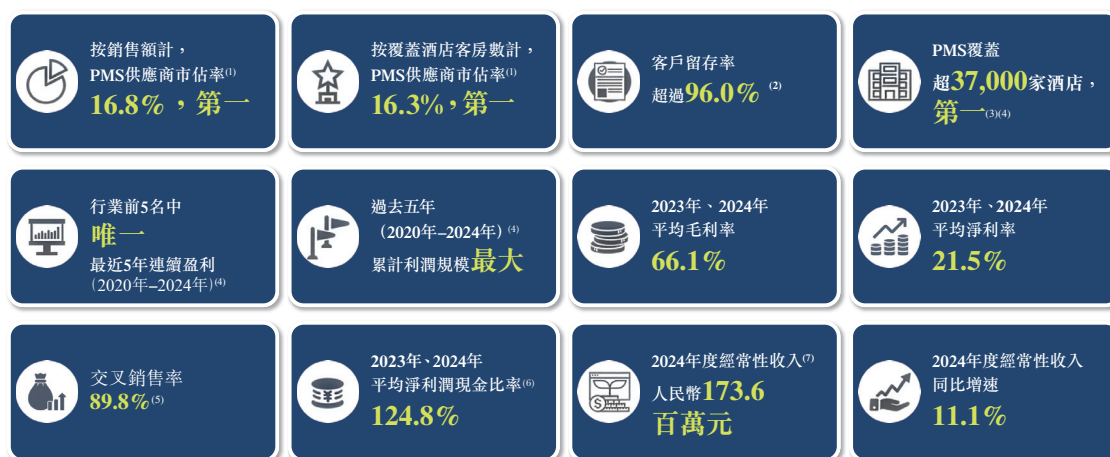 按銷售額計，
PMS供應商市佔率(1)
16.8%，第一
按覆蓋酒店客房數計，
PMS供應商市佔率(1)
16.3%，第一
客戶留存率
超過96.0% (2)
PMS覆蓋
超37,000家酒店，
第一(3)(4)
行業前5名中
唯一
最近5年連續盈利
(2020年–2024年)(4)
過去五年
（2020年–2024年）(4)
累計利潤規模最大
2023年、2024年
平均毛利率
66.1%
2023年、2024年
平均淨利率
21.5%
交叉銷售率
89.8%(5)
2023年、2024年
平均淨利潤現金比率(6)
124.8%
2024年度經常性收入(7)
人民幣173.6
百萬元
2024年度經常性收入
同比增速
11.1%